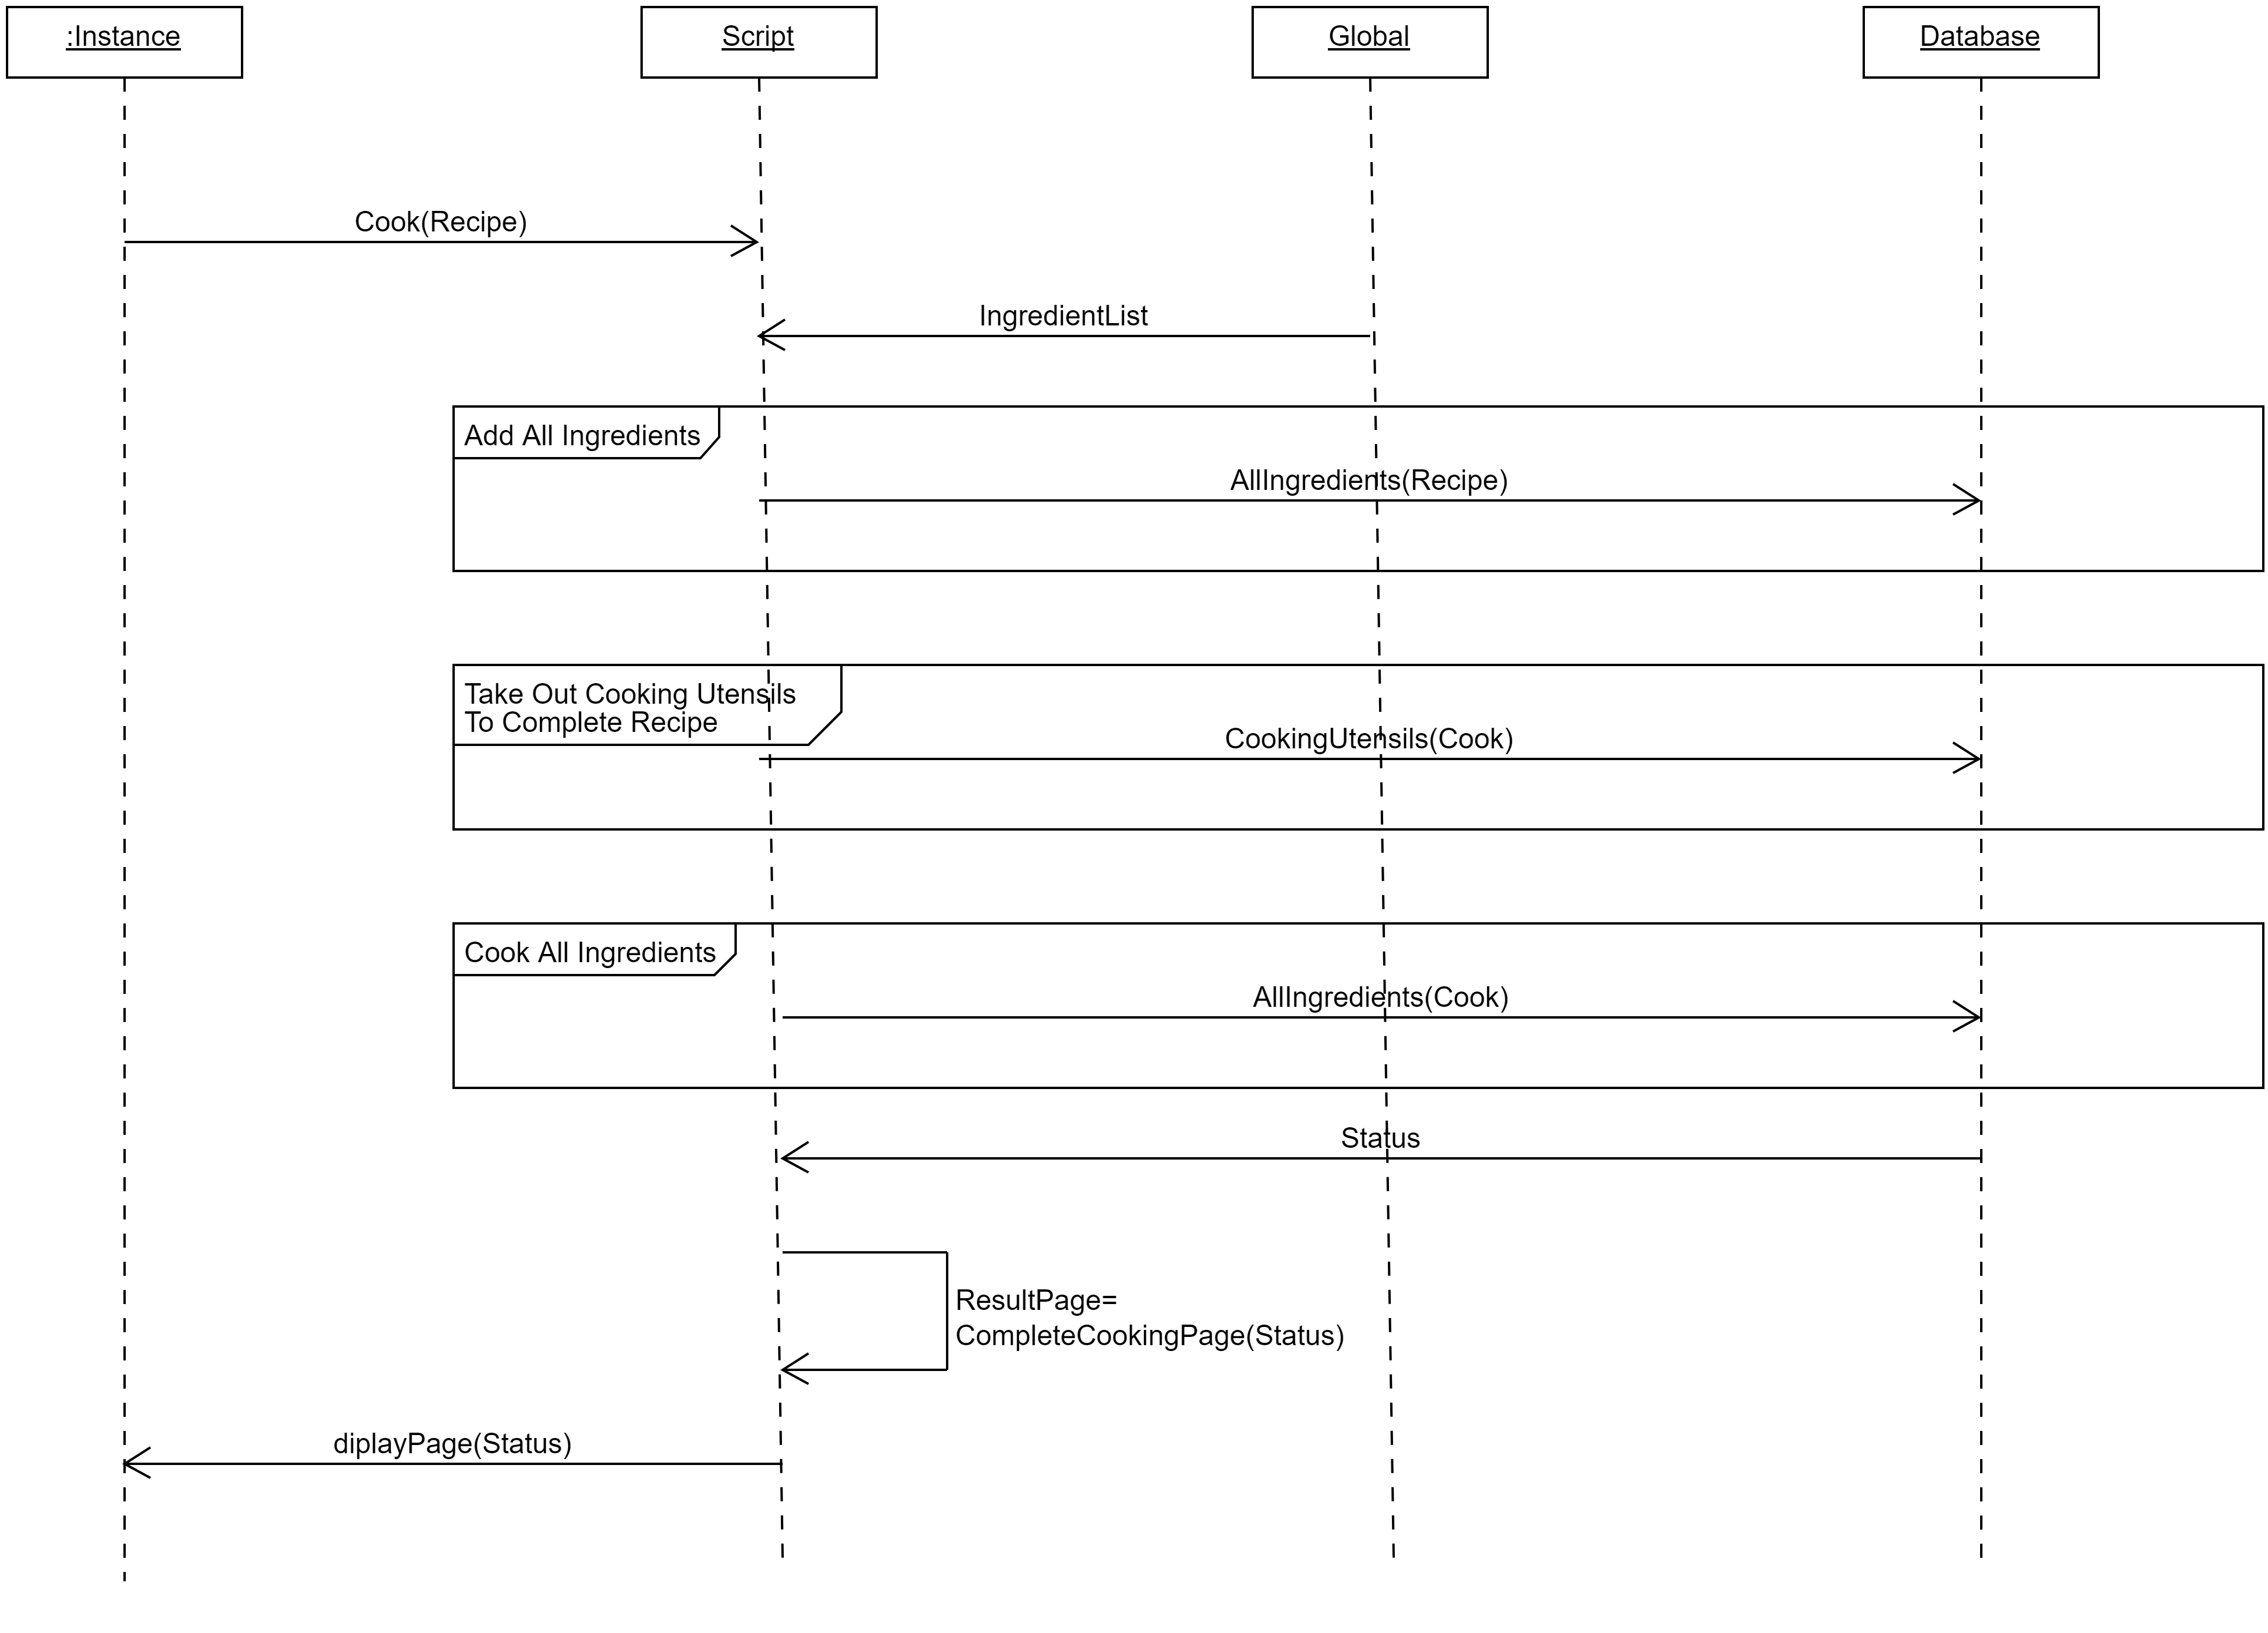 :Instance
Script
Global
Database
Cook(Recipe)
IngredientList
Add All Ingredients
AllIngredients(Recipe)
Take Out Cooking Utensils
To Complete Recipe
CookingUtensils(Cook)
Cook All Ingredients
AllIngredients(Cook)
Status
ResultPage=
CompleteCookingPage(Status)
diplayPage(Status)